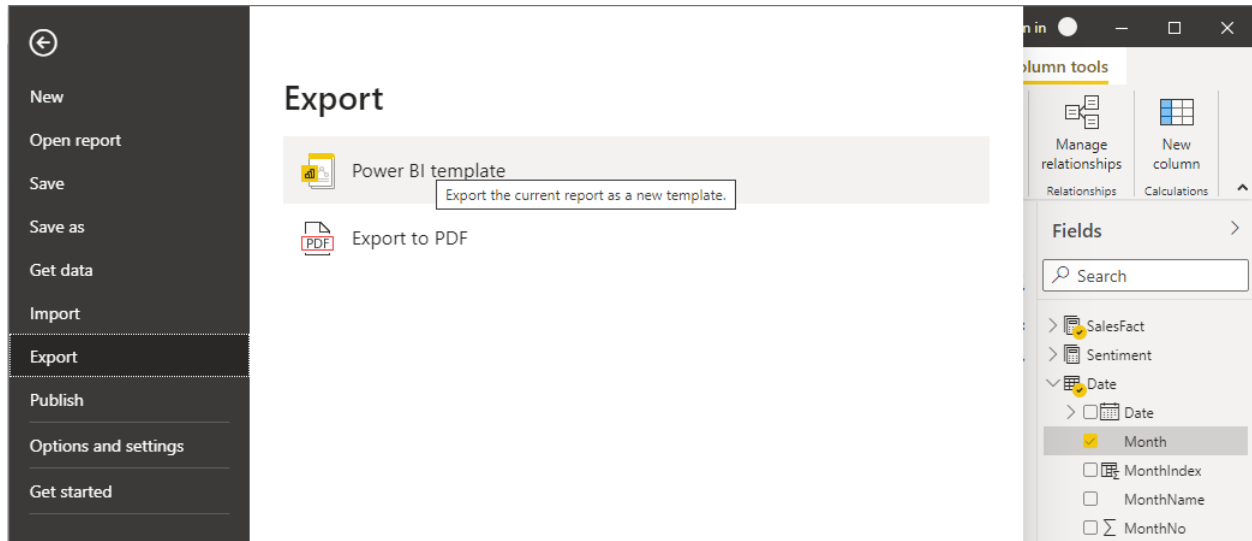 New
Open report
Save
Save as
Get data
Import
Export
Publish
Options and settings
Get started
Export
Power BI template
Export the current report as a new template.
PDF
Export to PDF
in
tools
Manage
relationships
New
column
Relationships
Calculations
Fields
Search
SalesFact
Sentiment
Date
Date
Month
MonthIndex
MonthName
MonthNo